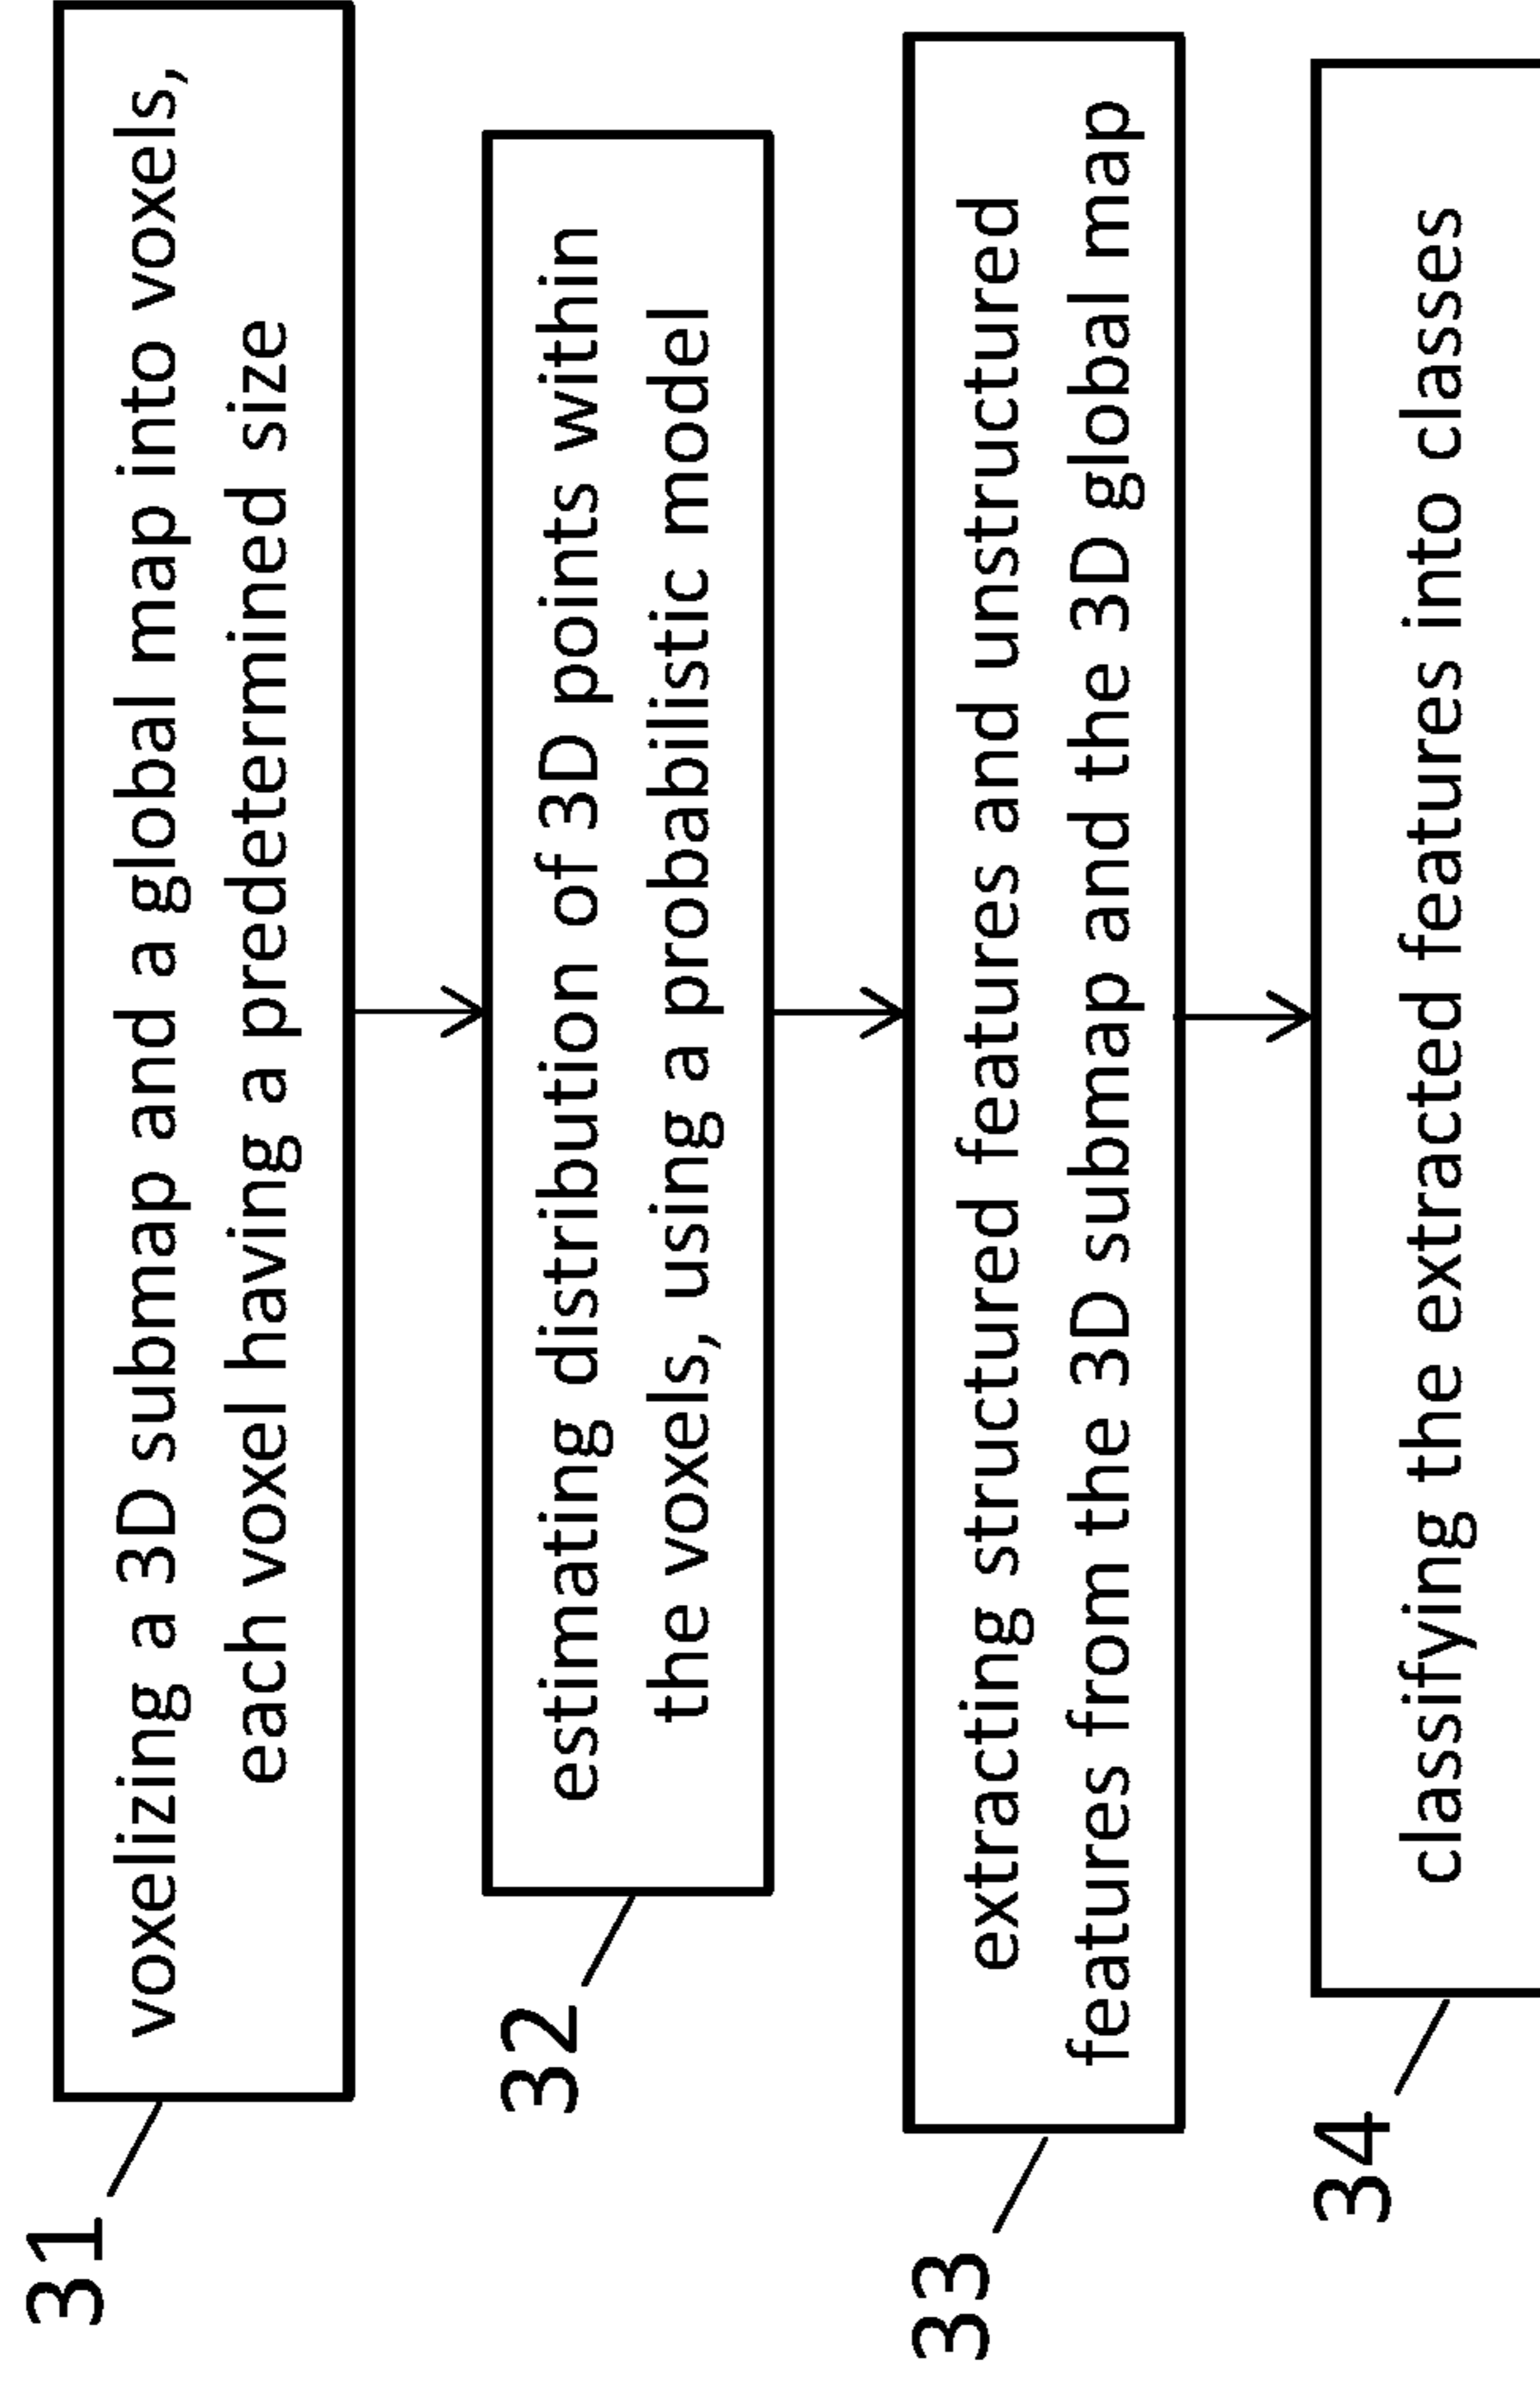 31
voxelizing a 3D submap and a global map into voxels,
each voxel having a predetermined size
32
estimating distribution of 3D points within
the voxels, using a probabilistic model
33
extracting structured features and unstructured
features from the 3D submap and the 3D global map
34
classifying the extracted features into classes